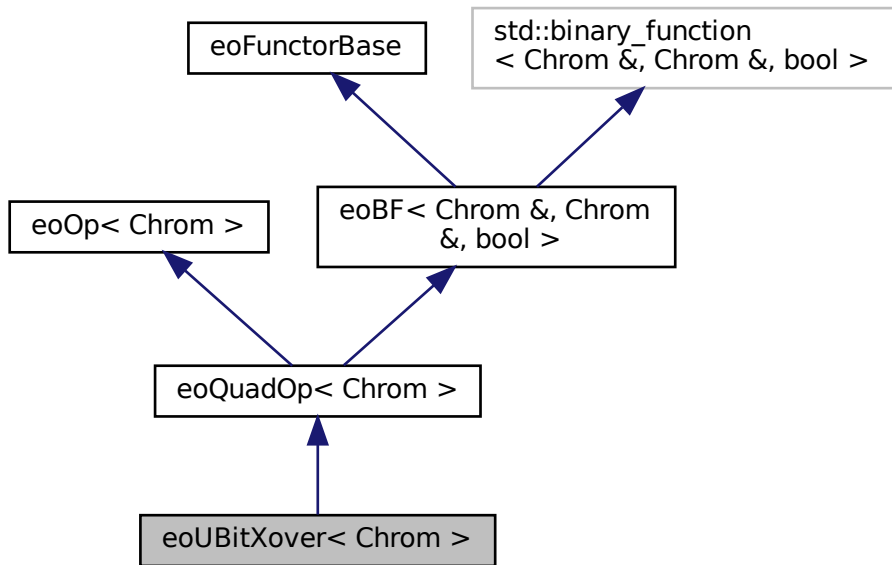 eoFunctorBase
std::binary_function
< Chrom &, Chrom &, bool >
eoOp< Chrom >
eoBF< Chrom &, Chrom
&, bool >
eoQuadOp< Chrom >
eoUBitXover< Chrom >